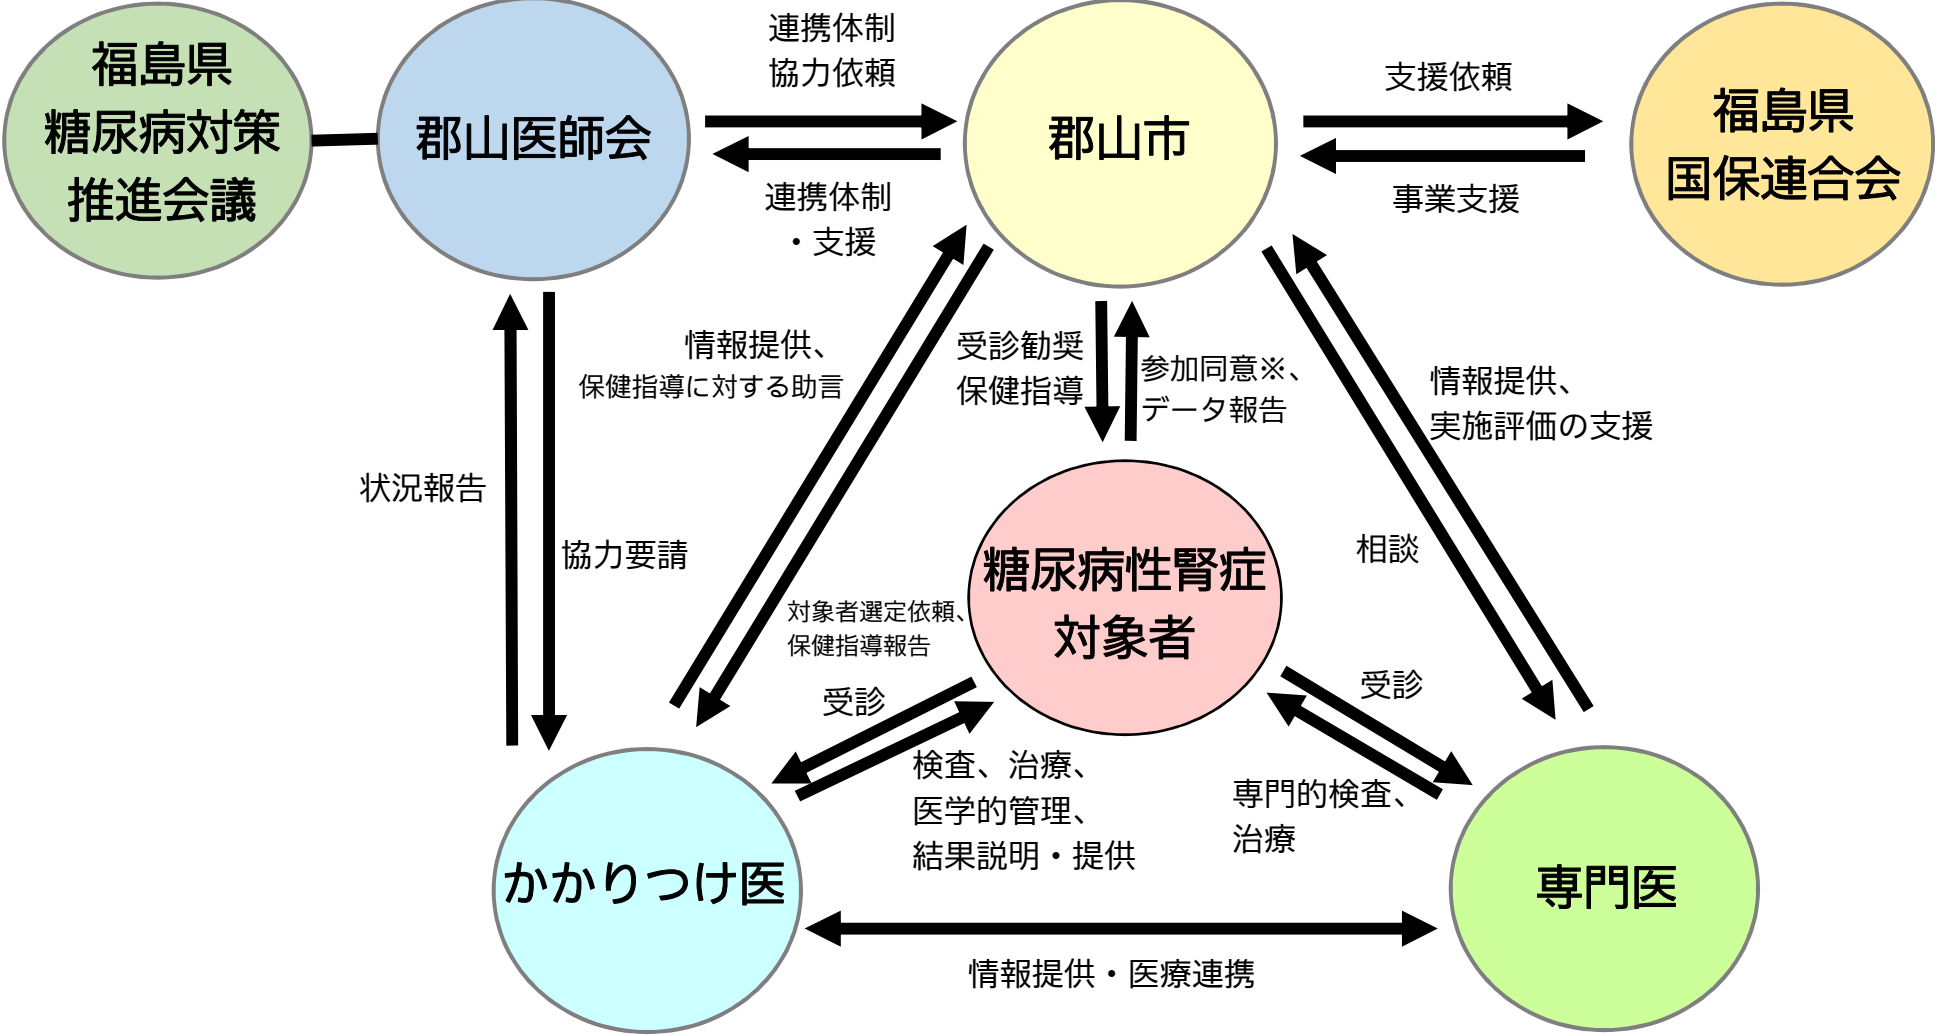 福島県
糖尿病対策
推進会議
郡山医師会
連携体制
協力依頼
連携体制
・支援
郡山市
支援依頼
事業支援
福島県
国保連合会
情報提供、
保健指導に対する助言
受診勧奨
保健指導
参加同意※、
データ報告
情報提供、
実施評価の支援
状況報告
協力要請
相談
糖尿病性腎症
対象者
対象者選定依頼、
保健指導報告
受診
受診
検査、治療、
医学的管理、
結果説明・提供
専門的検査、
治療
かかりつけ医
専門医
情報提供・医療連携